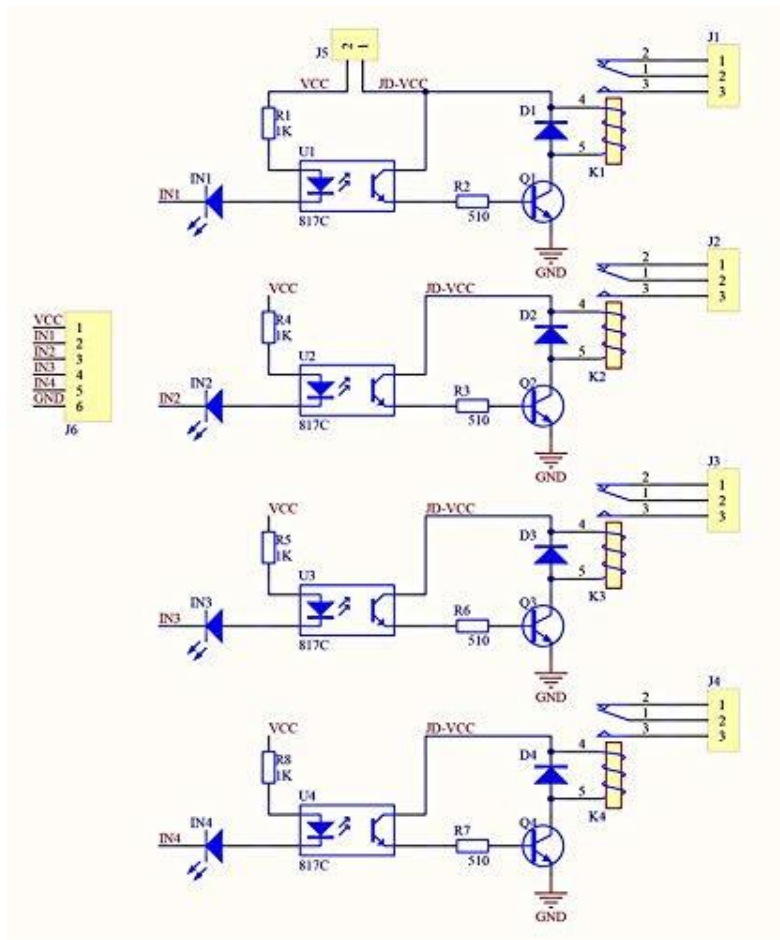 J5
2 1
VCC JD-VCC
R1
1K
U1
817C
IN1 IN1
R2
510
D1
Q1
GND
4
5
K1
J1
2 1
1 2
3 3
VCC
R4
1K
U2
817C
IN2 IN2
JD-VCC
R3
510
D2
Q2
GND
4
5
K2
J2
2 1
1 2
3 3
VCC 1
IN1 2
IN2 3
IN3 4
IN4 5
GND 6
J6
VCC
R5
1K
U3
817C
IN3 IN3
JD-VCC
R6
510
D3
Q3
GND
4
5
K3
J3
2 1
1 2
3 3
VCC
R8
1K
U4
817C
IN4 IN4
JD-VCC
R7
510
D4
Q4
GND
4
5
K4
J4
2 1
1 2
3 3